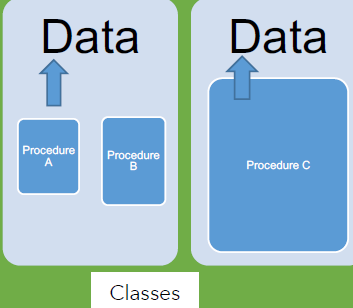 Data
Data
Procedure
A
Procedure
B
Procedure C
Classes